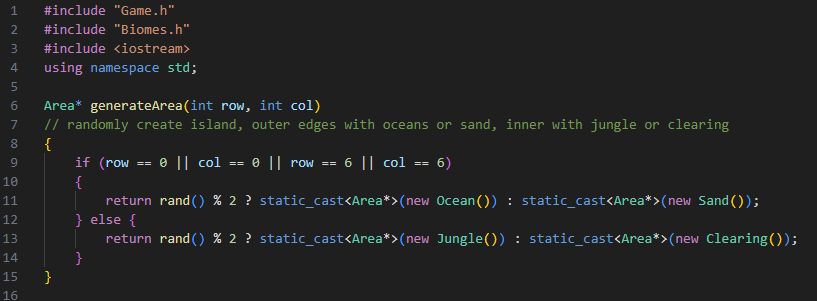 1 #include "Game.h"
2 #include "Biomes.h"
3 #include <iostream>
4 using namespace std;
5
6 Area* generateArea(int row, int col)
7 // randomly create island, outer edges with oceans or sand, inner with jungle or clearing
8 {
9     if (row == 0 || col == 0 || row == 6 || col == 6)
10     {
11         return rand() % 2 ? static_cast<Area*>(new Ocean()) : static_cast<Area*>(new Sand());
12     } else {
13         return rand() % 2 ? static_cast<Area*>(new Jungle()) : static_cast<Area*>(new Clearing());
14     }
15 }
16